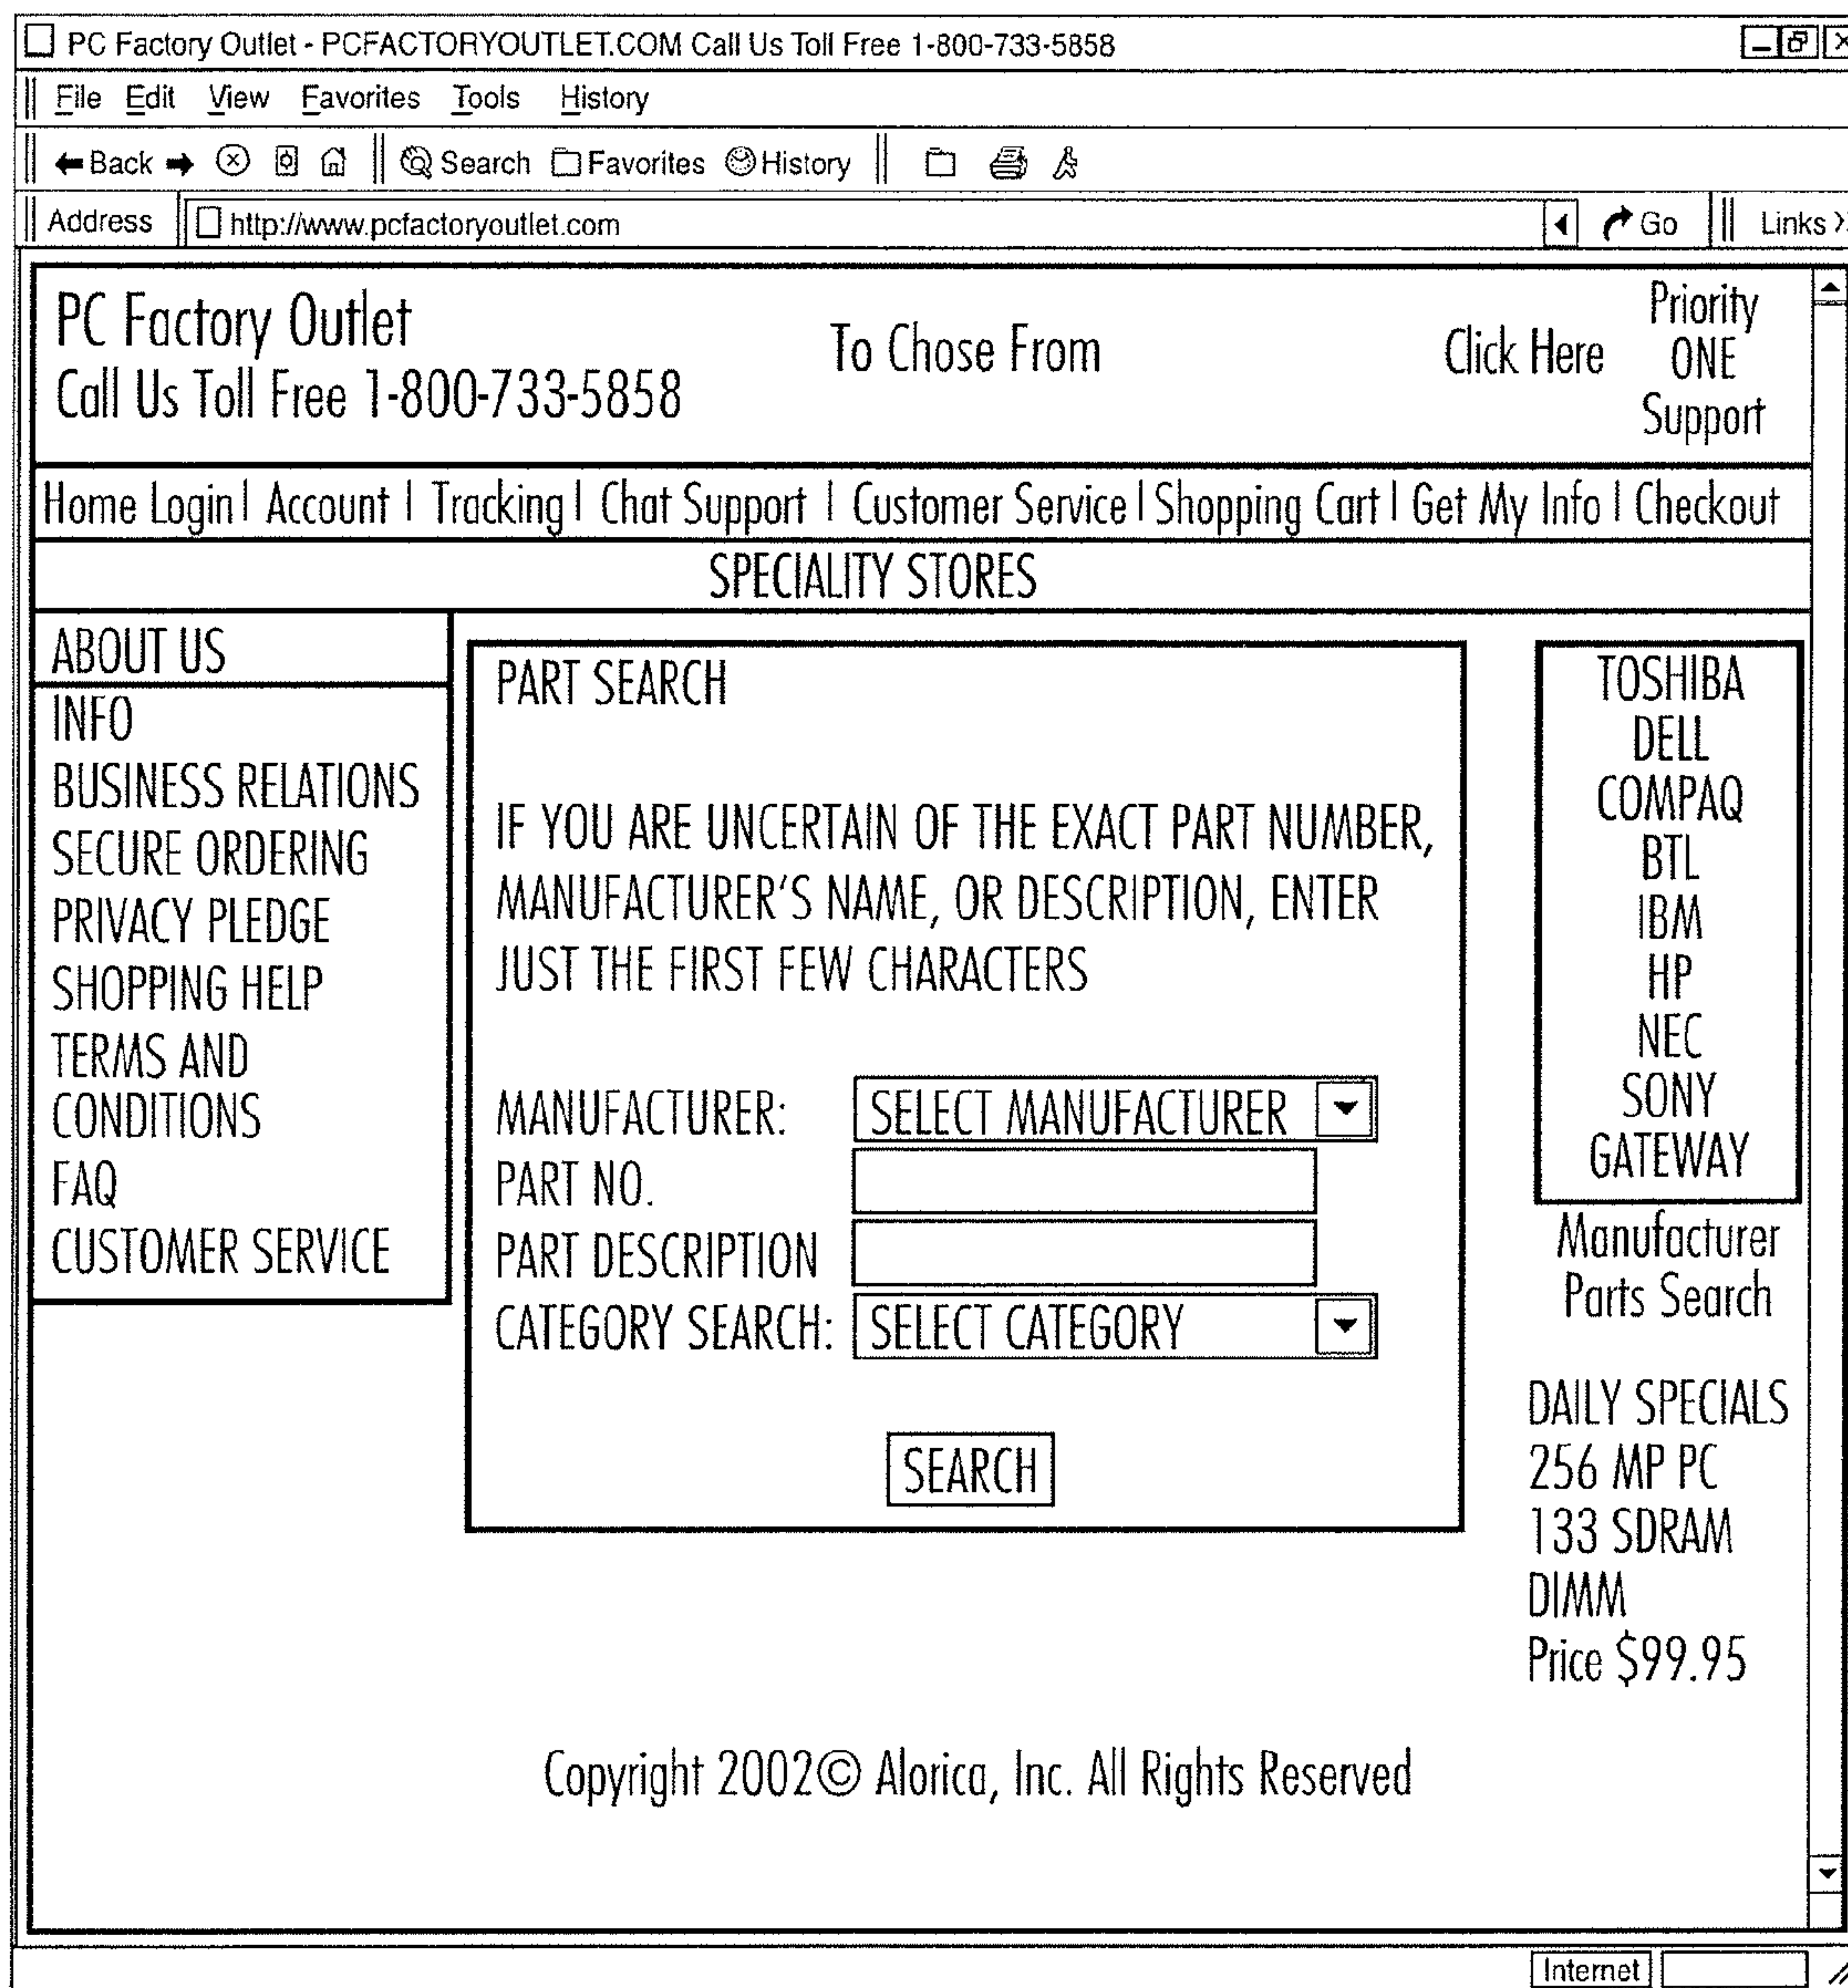 PC Factory Outlet - PCFACTORYOUTLET.COM Call Us Toll Free 1-800-733-5858
File Edit View Favorites Tools History
Back Search Favorites History
Address http://www.pcfactoryoutlet.com Go Links
PC Factory Outlet
Call Us Toll Free 1-800-733-5858
To Chose From
Click Here
Priority
ONE
Support
Home Login | Account | Tracking | Chat Support | Customer Service | Shopping Cart | Get My Info | Checkout
SPECIALITY STORES
ABOUT US
INFO
BUSINESS RELATIONS
SECURE ORDERING
PRIVACY PLEDGE
SHOPPING HELP
TERMS AND
CONDITIONS
FAQ
CUSTOMER SERVICE
PART SEARCH
IF YOU ARE UNCERTAIN OF THE EXACT PART NUMBER,
MANUFACTURER'S NAME, OR DESCRIPTION, ENTER
JUST THE FIRST FEW CHARACTERS
MANUFACTURER: SELECT MANUFACTURER
PART NO.
PART DESCRIPTION
CATEGORY SEARCH: SELECT CATEGORY
SEARCH
TOSHIBA
DELL
COMPAQ
BTL
IBM
HP
NEC
SONY
GATEWAY
Manufacturer
Parts Search
DAILY SPECIALS
256 MP PC
133 SDRAM
DIMM
Price $99.95
Copyright 2002© Alorica, Inc. All Rights Reserved
Internet